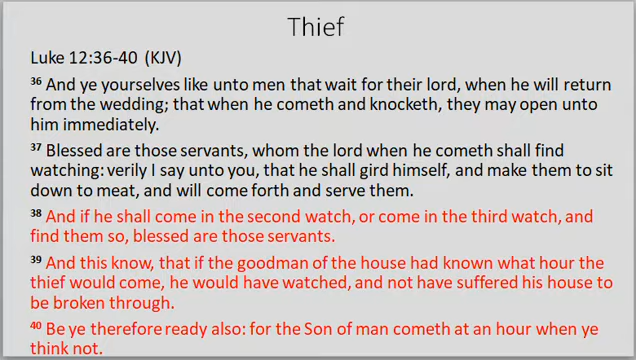 Thief
Luke 12:36-40 (KJV)
36 And ye yourselves like unto men that wait for their lord, when he will return
from the wedding; that when he cometh and knocketh, they may open unto
him immediately.
37 Blessed are those servants, whom the lord when he cometh shall find
watching: verily I say unto you, that he shall gird himself, and make them to sit
down to meat, and will come forth and serve them.
38 And if he shall come in the second watch, or come in the third watch, and
find them so, blessed are those servants.
39 And this know, that if the goodman of the house had known what hour the
thief would come, he would have watched, and not have suffered his house to
be broken through.
40 Be ye therefore ready also: for the Son of man cometh at an hour when ye
think not.